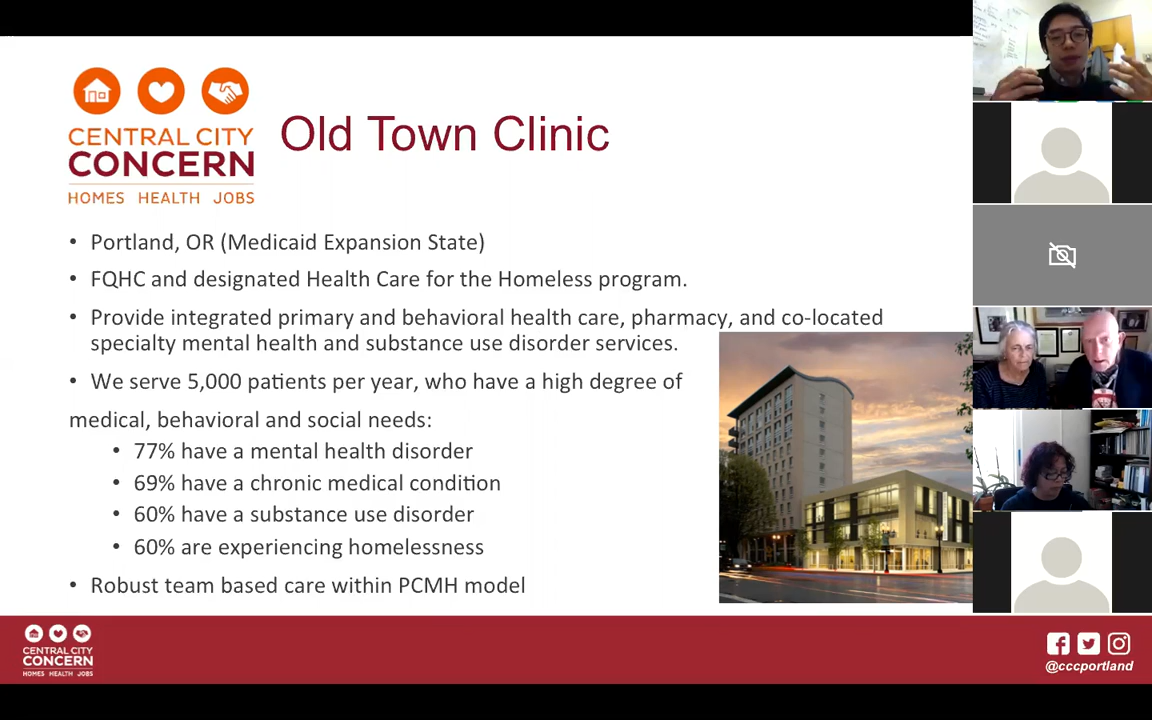 CENTRAL CITY
CONCERN
HOMES HEALTH JOBS
Old Town Clinic
• Portland, OR (Medicaid Expansion State)
• FQHC and designated Health Care for the Homeless program.
• Provide integrated primary and behavioral health care, pharmacy, and co-located
specialty mental health and substance use disorder services.
• We serve 5,000 patients per year, who have a high degree of
medical, behavioral and social needs:
• 77% have a mental health disorder
• 69% have a chronic medical condition
• 60% have a substance use disorder
• 60% are experiencing homelessness
• Robust team based care within PCMH model
CENTRAL CITY
CONCERN
HOMES HEALTH JOBS
@cccportland